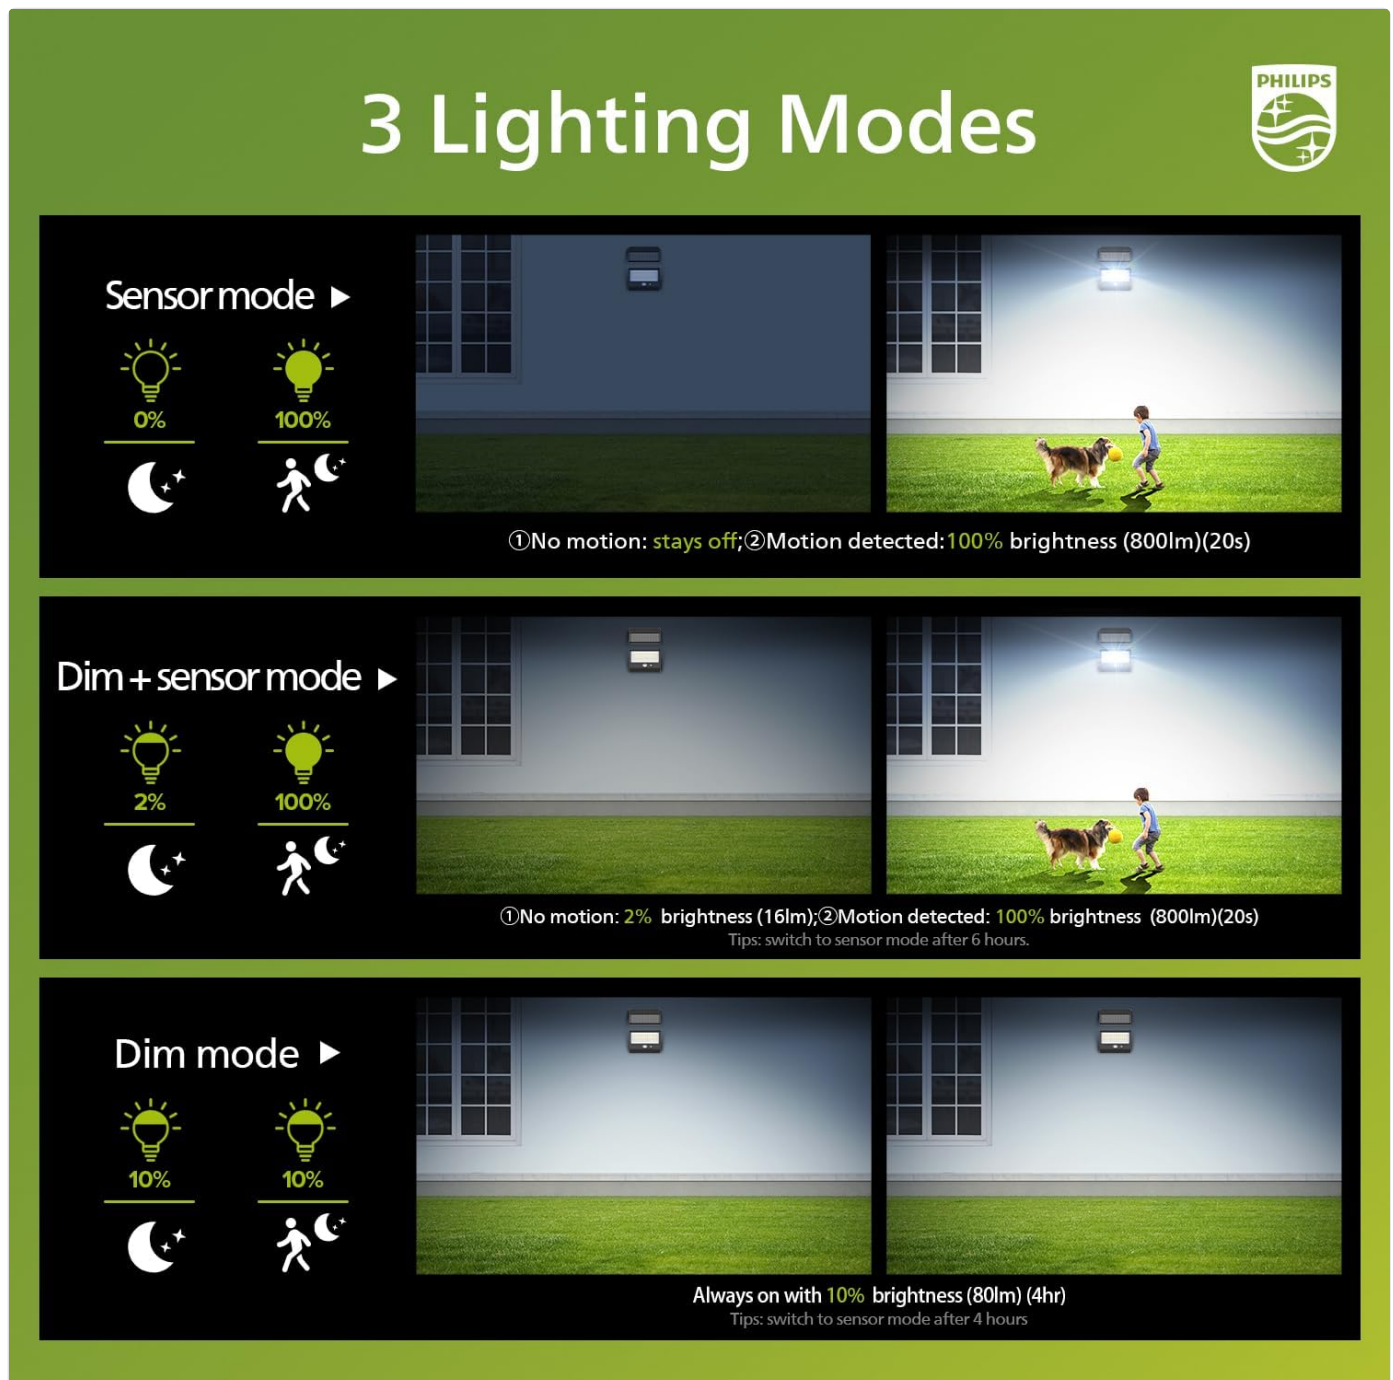 3 Lighting Modes
PHILIPS
Sensor mode
0%
100%
①No motion: stays off;②Motion detected:100% brightness (800lm)(20s)
Dim + sensor mode
2%
100%
①No motion: 2% brightness (16lm);②Motion detected: 100% brightness (800lm)(20s)
Tips: switch to sensor mode after 6 hours.
Dim mode
10%
10%
Always on with 10% brightness (80lm) (4hr)
Tips: switch to sensor mode after 4 hours